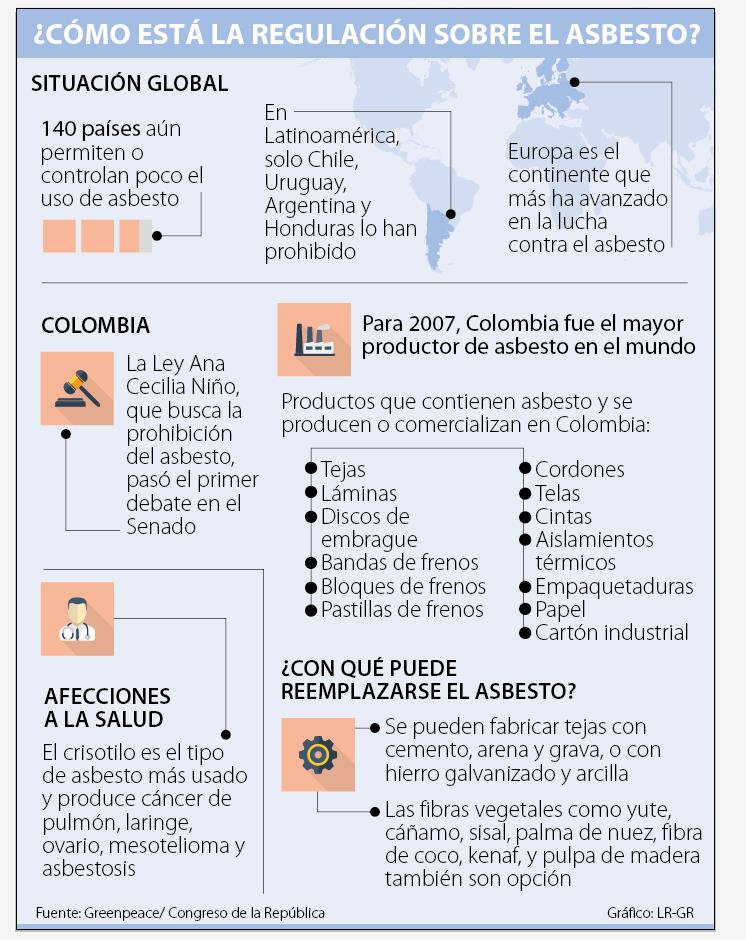 ¿CÓMO ESTÁ LA REGULACIÓN SOBRE EL ASBESTO?
SITUACIÓN GLOBAL
140 países aún
permiten o
controlan poco el
uso de asbesto
En
Latinoamérica,
solo Chile,
Uruguay,
Argentina y
Honduras lo han
prohibido
Europa es el
continente que
más ha avanzado
en la lucha
contra el asbesto
COLOMBIA
La Ley Ana
Cecilia Niño,
que busca la
prohibición
del asbesto,
pasó el primer
debate en el
Senado
Para 2007, Colombia fue el mayor
productor de asbesto en el mundo
Productos que contienen asbesto y se
producen o comercializan en Colombia:
Tejas
Láminas
Discos de
embrague
Bandas de frenos
Bloques de frenos
Pastillas de frenos
Cordones
Telas
Cintas
Aislamientos
térmicos
Empaquetaduras
Papel
Cartón industrial
AFECCIONES
A LA SALUD
El crisotilo es el tipo
de asbesto más usado
y produce cáncer de
pulmón, laringe,
ovario, mesotelioma y
asbestosis
¿CON QUÉ PUEDE
REEMPLAZARSE EL ASBESTO?
Se pueden fabricar tejas con
cemento, arena y grava, o con
hierro galvanizado y arcilla
Las fibras vegetales como yute,
cáñamo, sisal, palma de nuez, fibra
de coco, kenaf, y pulpa de madera
también son opción
Fuente: Greenpeace/ Congreso de la República
Gráfico: LR-GR